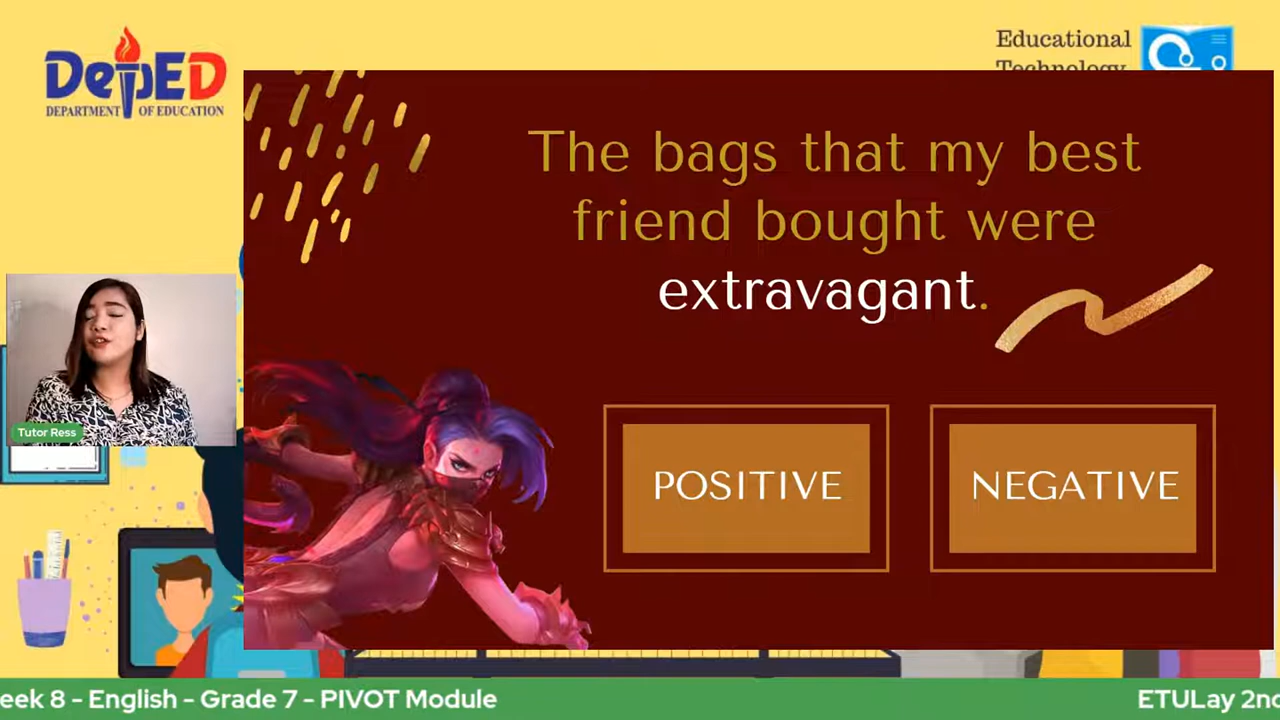 DepED
DEPARTMENT OF EDUCATION
Educational
Technology
The bags that my best
friend bought were
extravagant.
POSITIVE
NEGATIVE
Tutor Ress
eek 8 - English - Grade 7 - PIVOT Module
ETULay 2nd